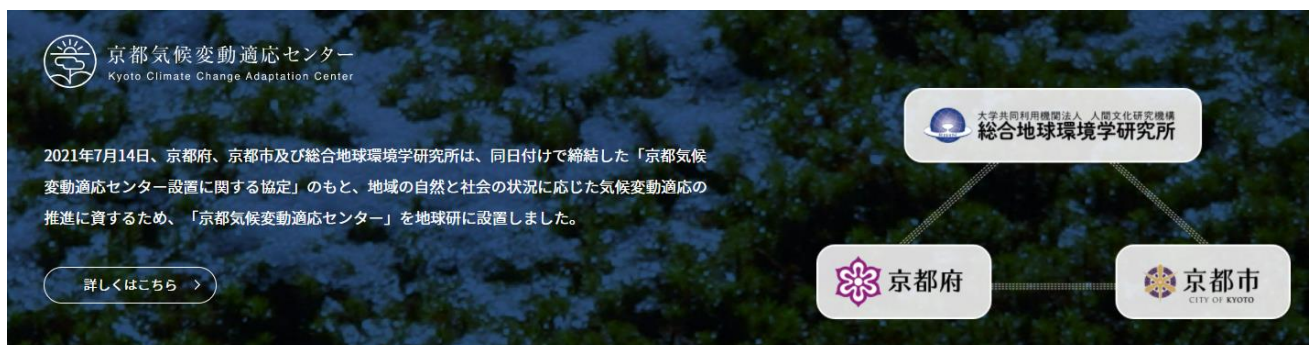 京都気候変動適応センター
Kyoto Climate Change Adaptation Center
2021年7月14日、京都府、京都市及び総合地球環境学研究所は、同日付けで締結した「京都気候
変動適応センター設置に関する協定」のもと、地域の自然と社会の状況に応じた気候変動適応の
推進に資するため、「京都気候変動適応センター」を地球研に設置しました。
詳しくはこちら
大学共同利用機関法人 人間文化研究機構
総合地球環境学研究所
京都府
京都市
CITY OF KYOTO